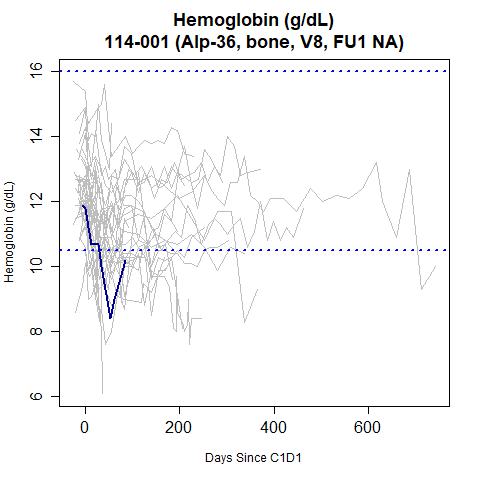 Hemoglobin (g/dL)
114-001 (Alp-36, bone, V8, FU1 NA)
Hemoglobin (g/dL)
16
14
12
10
8
6
0
200
400
600
Days Since C1D1